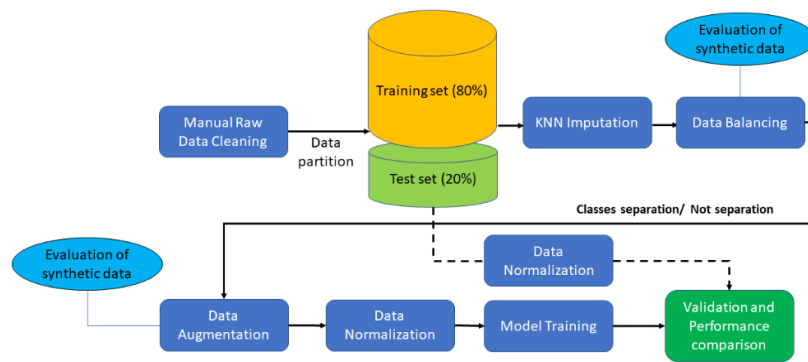 Evaluation of
synthetic data
Training set (80%)
Manual Raw
Data Cleaning
Data
partition
KNN Imputation
Data Balancing
Test set (20%)
Classes separation/ Not separation
Evaluation of
synthetic data
Data
Normalization
Data
Augmentation
Data
Normalization
Model Training
Validation and
Performance
comparison